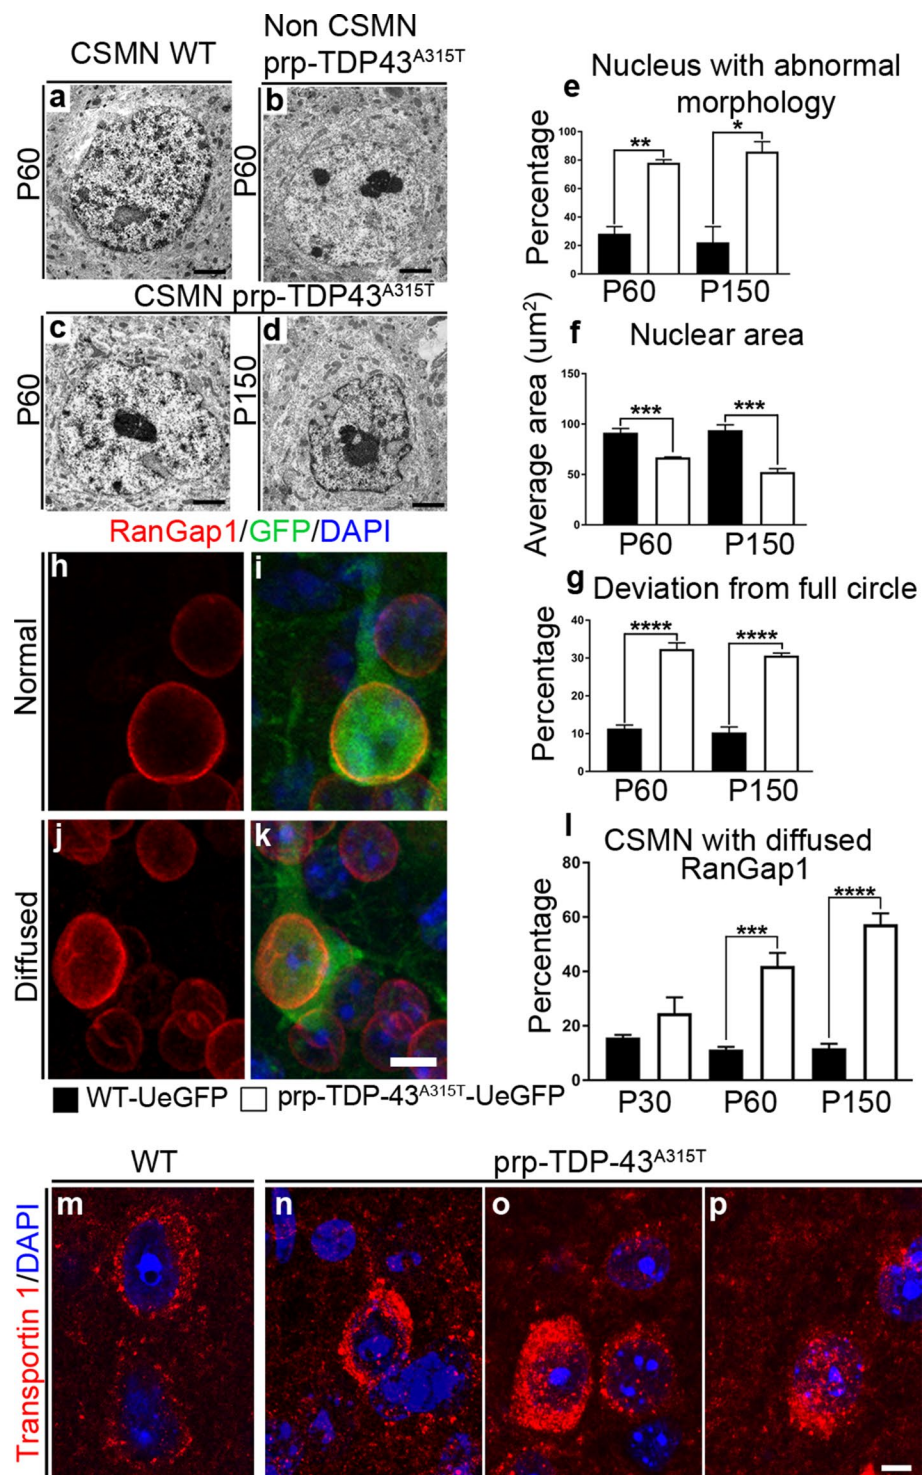 CSMN WT
Non CSMN
prp-TDP43A315T
a
b
P60
P60
CSMN prp-TDP43A315T
c
d
P60
P150
e
Nucleus with abnormal
morphology
Percentage
100
80
60
40
20
0
**
*
P60 P150
f
Nuclear area
Average area (um2)
150
100
50
0
***
***
P60 P150
g
Deviation from full circle
Percentage
40
30
20
10
0
****
****
P60 P150
RanGap1/GFP/DAPI
h
i
Normal
j
k
Diffused
l
CSMN with diffused
RanGap1
Percentage
80
60
40
20
0
***
****
P30 P60 P150
WT-UeGFP prp-TDP-43A315T-UeGFP
WT
prp-TDP-43A315T
Transportin 1/DAPI
m
n
o
p